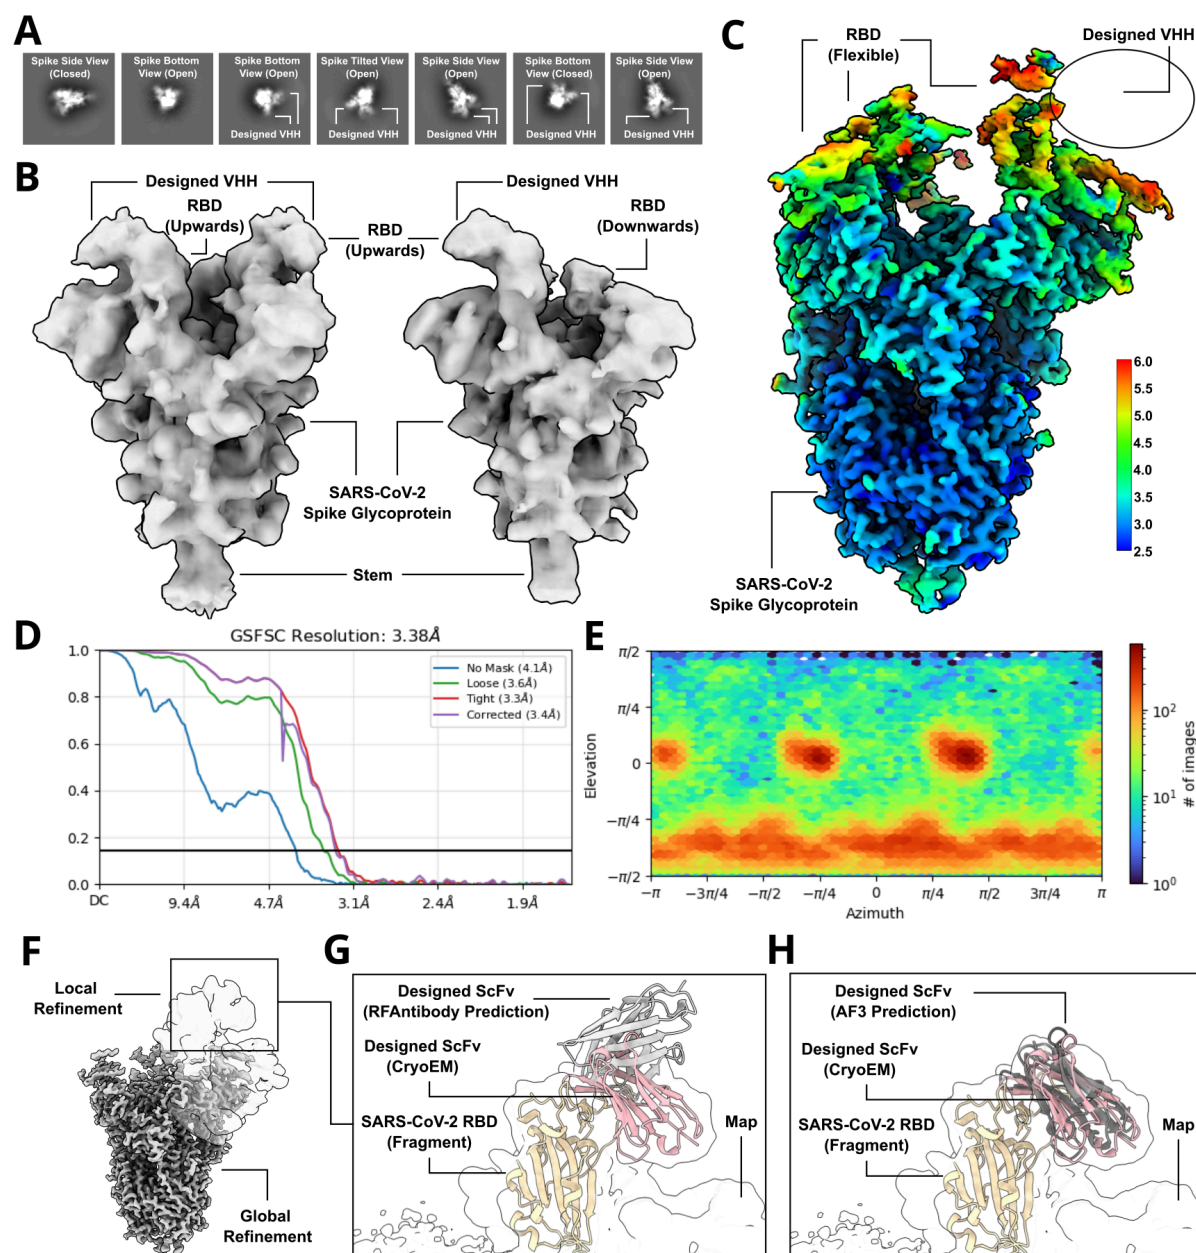 A
Spike Side View
(Closed)
Spike Bottom
View (Open)
Spike Bottom
View (Open)
Designed VHH
Spike Tilted View
(Open)
Designed VHH
Spike Side View
(Open)
Designed VHH
Spike Bottom
View (Closed)
Designed VHH
Spike Side View
(Open)
Designed VHH
B
Designed VHH
RBD
(Upwards)
RBD
(Upwards)
Designed VHH
RBD
(Downwards)
SARS-CoV-2
Spike Glycoprotein
Stem
C
RBD
(Flexible)
Designed VHH
6.0
5.5
5.0
4.5
4.0
3.5
3.0
2.5
SARS-CoV-2
Spike Glycoprotein
D
GSFSC Resolution: 3.38Å
1.0
0.8
0.6
0.4
0.2
0.0
No Mask (4.1Å)
Loose (3.6Å)
Tight (3.3Å)
Corrected (3.4Å)
DC
9.4Å
4.7Å
3.1Å
2.4Å
1.9Å
E
Elevation
π/2
π/4
0
−π/4
−π/2
−π
−3π/4
−π/2
−π/4
0
π/4
π/2
3π/4
π
Azimuth
10²
10¹
10⁰
# of images
F
Local
Refinement
Global
Refinement
G
Designed ScFv
(RFAntibody Prediction)
Designed ScFv
(CryoEM)
SARS-CoV-2 RBD
(Fragment)
Map
H
Designed ScFv
(AF3 Prediction)
Designed ScFv
(CryoEM)
SARS-CoV-2 RBD
(Fragment)
Map